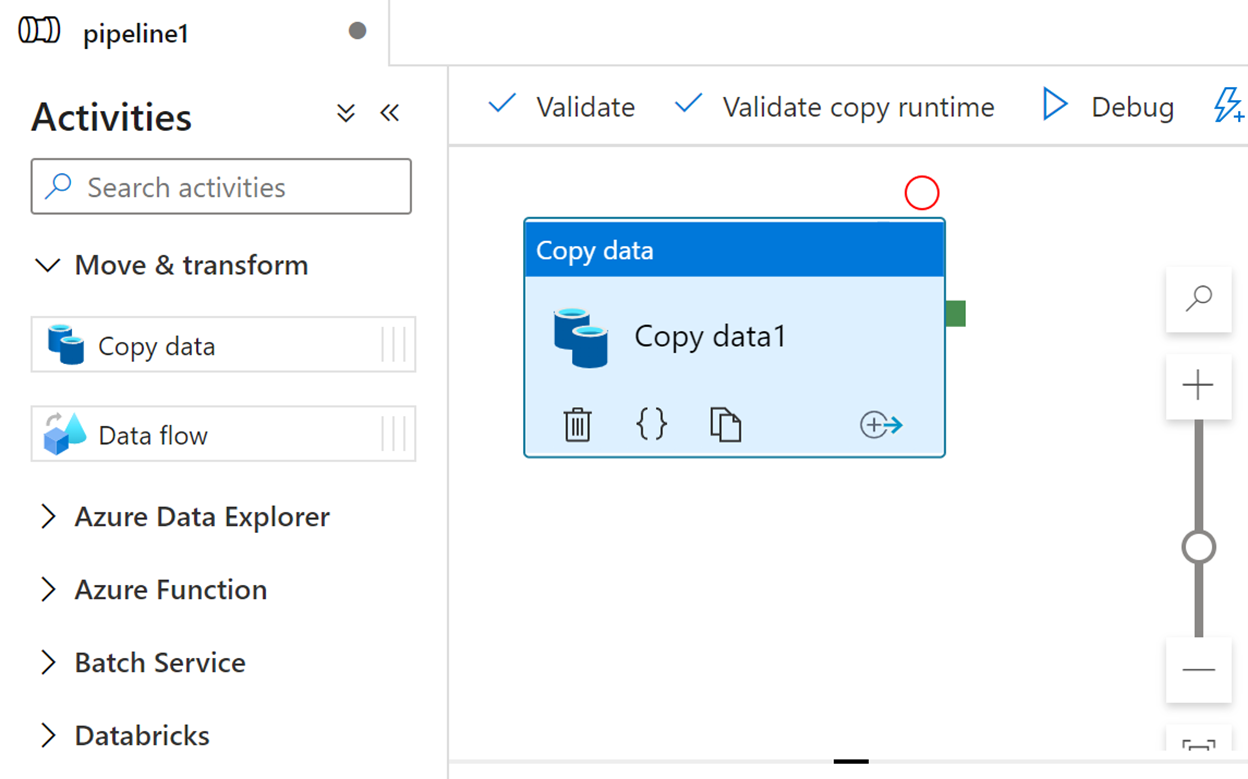 pipeline1
Activities
Search activities
Move & transform
Copy data
Data flow
Azure Data Explorer
Azure Function
Batch Service
Databricks
Validate
Validate copy runtime
Debug
Copy data
Copy data1